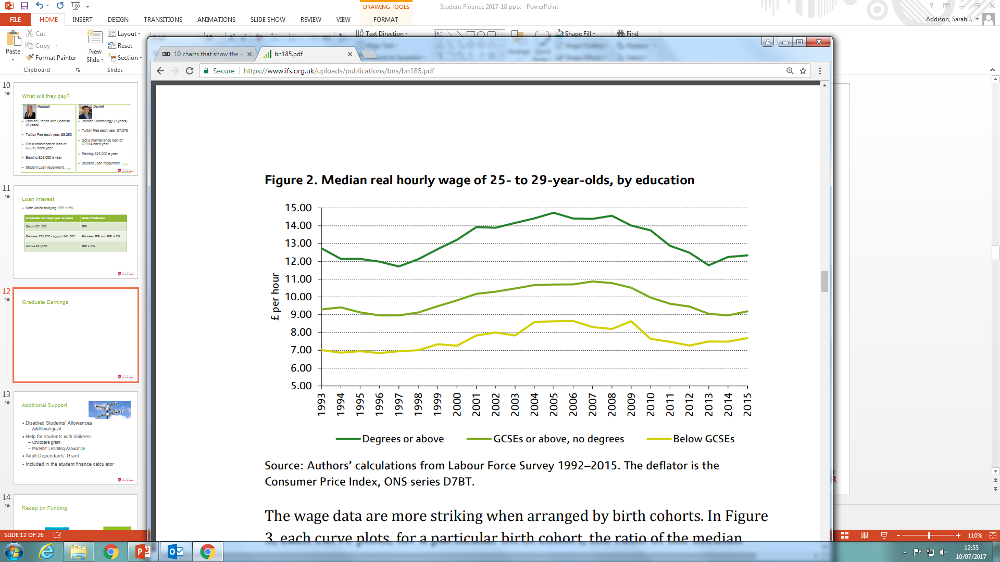 Student Finance 2017-18.pptx - PowerPoint
DRAWING TOOLS
FILE
HOME
INSERT
DESIGN
TRANSITIONS
ANIMATIONS
SLIDE SHOW
REVIEW
VIEW
FORMAT
Addison, Sarah J.
Paste
Cut
Copy
Format Painter
Clipboard
New
Slide
Layout
Reset
Section
Slides
Text Direction
Shape Fill
Find
10 charts that show the e
bn185.pdf
Secure
https://www.ifs.org.uk/uploads/publications/bns/bn185.pdf
10
What will they pay?
Hannah
• Studied French with Spanish
(4 years)
• Tuition Fee each year: £9,250
• Got a maintenance loan of
£6,615 each year
• Earning £25,000 a year
• Student Loan repayment:
Daniel
• Studied Criminology (3 years)
• Tuition Fee each year: £7,376
• Got a maintenance loan of
£3,934 each year
• Earning £25,000 a year
• Student Loan repayment:
11
Loan Interest
• Rate whilst studying: RPI + 3%
Graduate Earnings (per annum) Rate of Interest
Below £21,000 RPI
Between £21,000 - approx £41,000 Between RPI and RPI + 3%
Above £41,000 RPI + 3%
12
Graduate Earnings
13
Additional Support
• Disabled Students' Allowances
– Additional grant
• Help for students with children
– Childcare grant
– Parents' Learning Allowance
• Adult Dependants' Grant
• Included in the student finance calculator
14
Recap on Funding
Figure 2. Median real hourly wage of 25- to 29-year-olds, by education
£ per hour
15.00
14.00
13.00
12.00
11.00
10.00
9.00
8.00
7.00
6.00
5.00
1993 1994 1995 1996 1997 1998 1999 2000 2001 2002 2003 2004 2005 2006 2007 2008 2009 2010 2011 2012 2013 2014 2015
Degrees or above GCSEs or above, no degrees Below GCSEs
Source: Authors’ calculations from Labour Force Survey 1992–2015. The deflator is the
Consumer Price Index, ONS series D7BT.
The wage data are more striking when arranged by birth cohorts. In Figure
3, each curve plots, for a particular birth cohort, the ratio of the median
SLIDE 12 OF 26
110%
12:55
10/07/2017